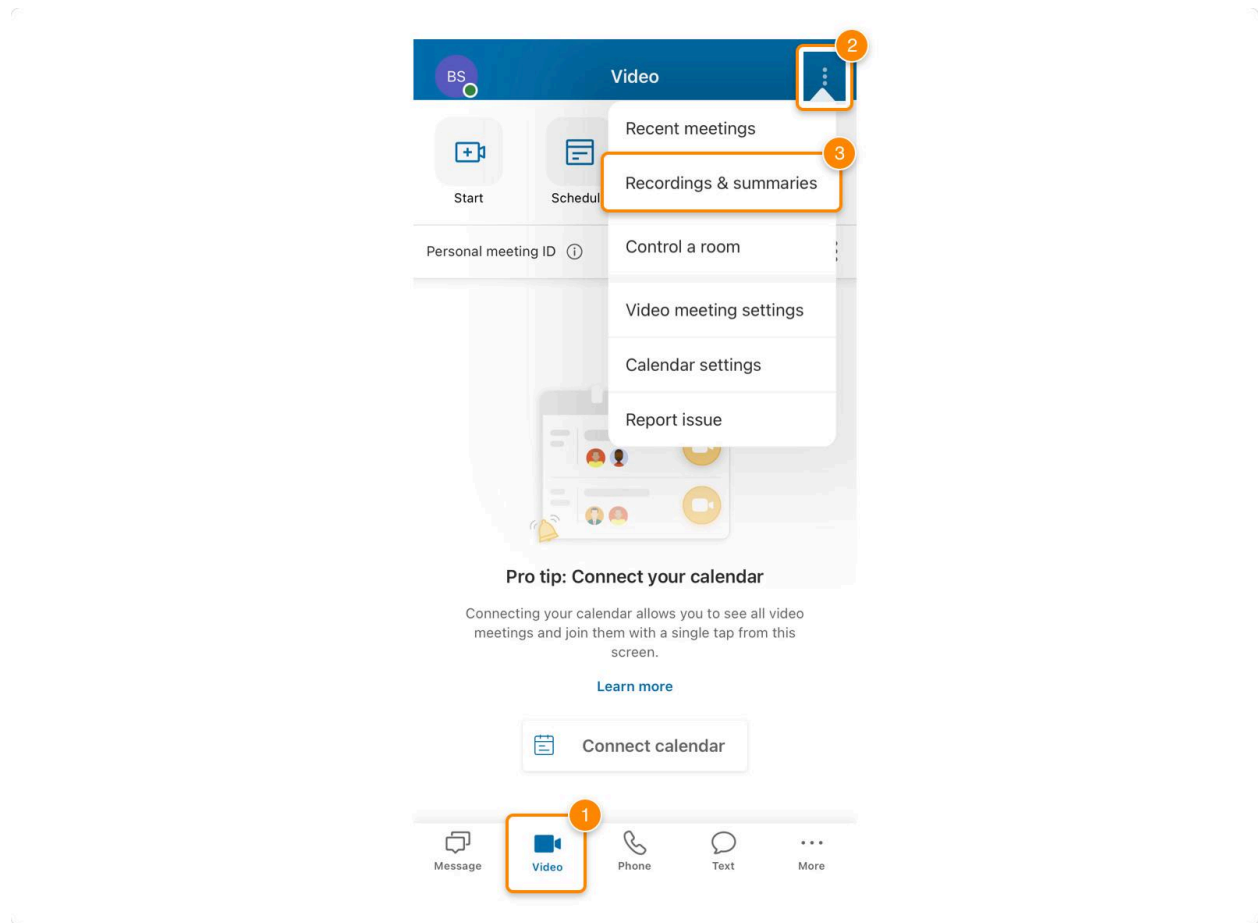 2
BS
Video
Recent meetings
3
Recordings & summaries
Start
Schedul
Personal meeting ID
Control a room
Video meeting settings
Calendar settings
Report issue
Pro tip: Connect your calendar
Connecting your calendar allows you to see all video
meetings and join them with a single tap from this
screen.
Learn more
Connect calendar
1
Message
Video
Phone
Text
More